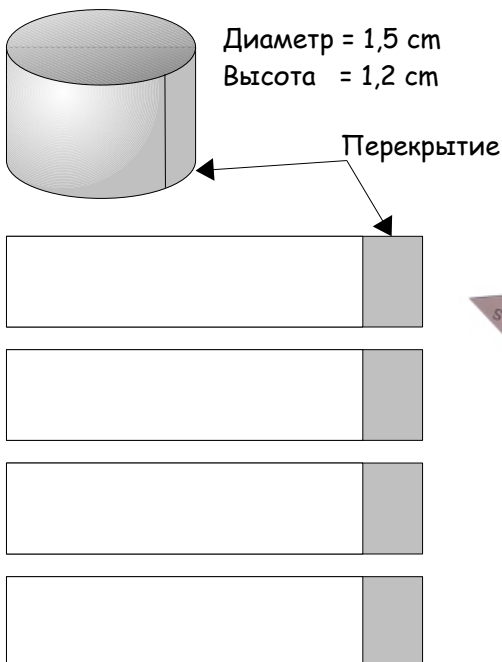 Диаметр = 1,5 cm
Высота = 1,2 cm
Перекрытие